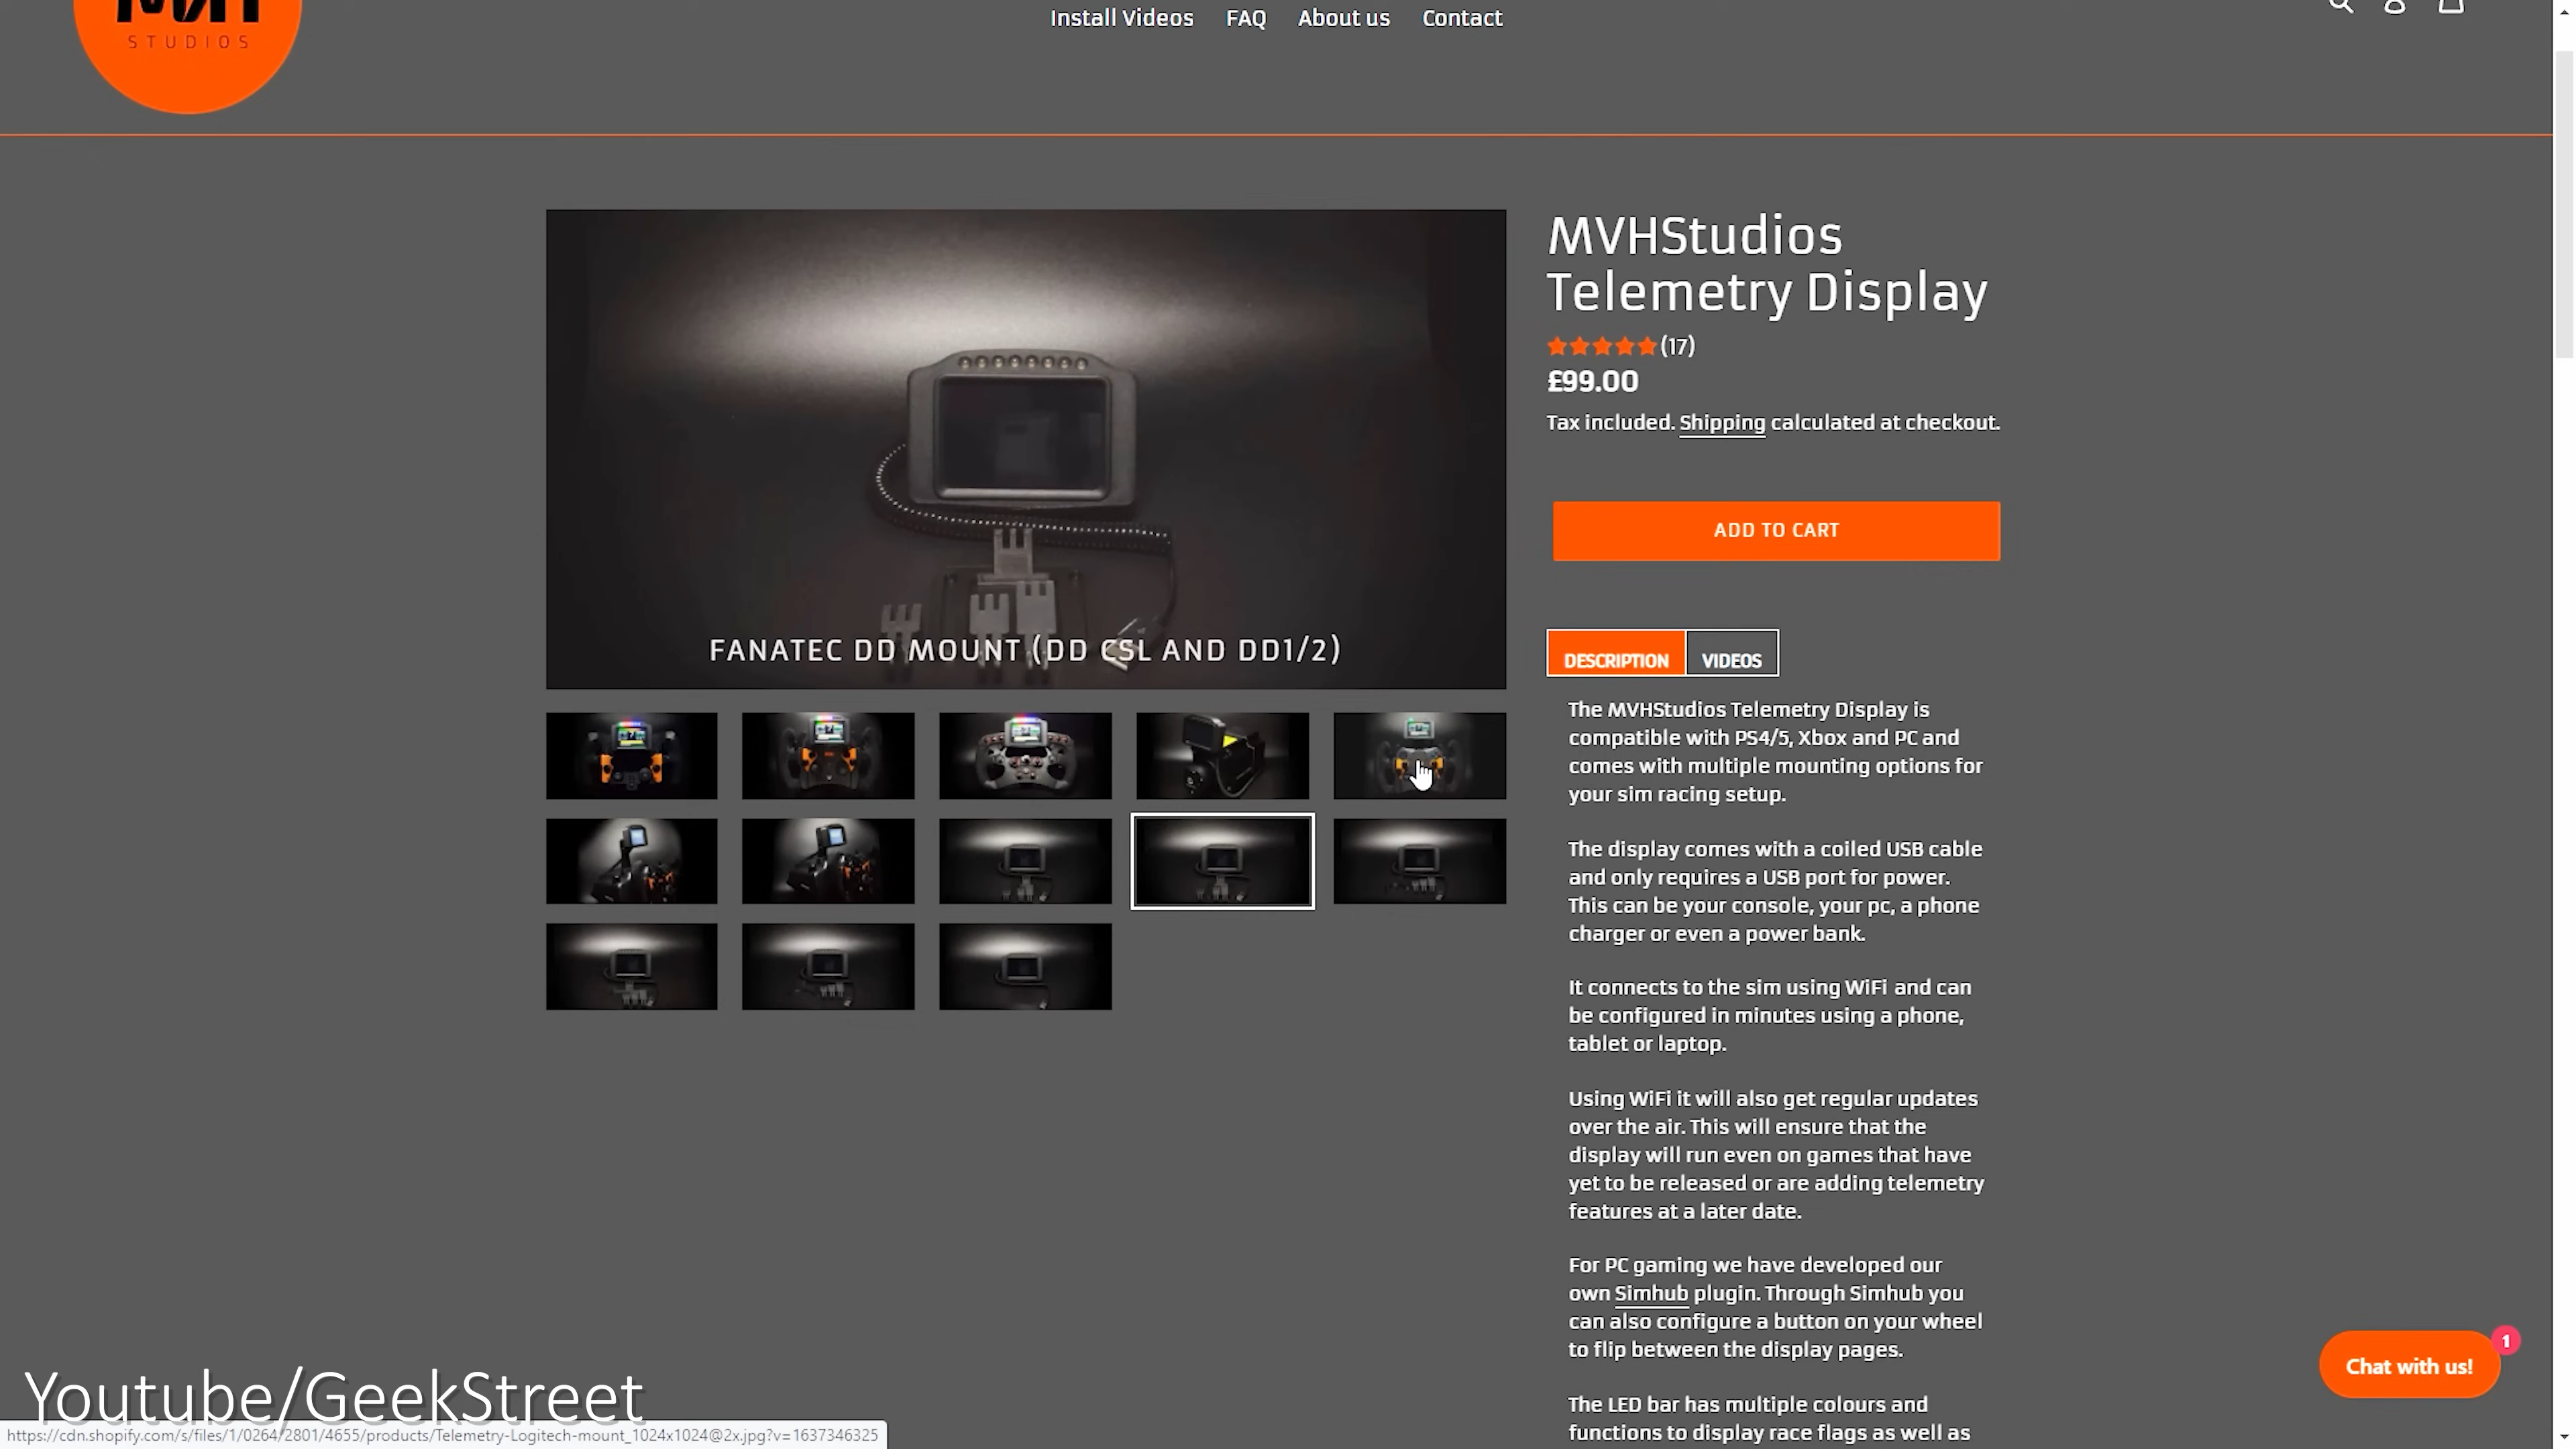 STUDIOS
Install Videos FAQ About us Contact
MVHStudios
Telemetry Display
(17)
£99.00
Tax included. Shipping calculated at checkout.
ADD TO CART
FANATEC DD MOUNT (DD CSL AND DD1/2)
DESCRIPTION VIDEOS
The MVHStudios Telemetry Display is
compatible with PS4/5, Xbox and PC and
comes with multiple mounting options for
your sim racing setup.
The display comes with a coiled USB cable
and only requires a USB port for power.
This can be your console, your pc, a phone
charger or even a power bank.
It connects to the sim using WiFi and can
be configured in minutes using a phone,
tablet or laptop.
Using WiFi it will also get regular updates
over the air. This will ensure that the
display will run even on games that have
yet to be released or are adding telemetry
features at a later date.
For PC gaming we have developed our
own Simhub plugin. Through Simhub you
can also configure a button on your wheel
to flip between the display pages.
The LED bar has multiple colours and
functions to display race flags as well as
1
Chat with us!
Youtube/GeekStreet
https://cdn.shopify.com/s/files/1/0264/2801/4655/products/Telemetry-Logitech-mount_1024x1024@2x.jpg?v=1637346325